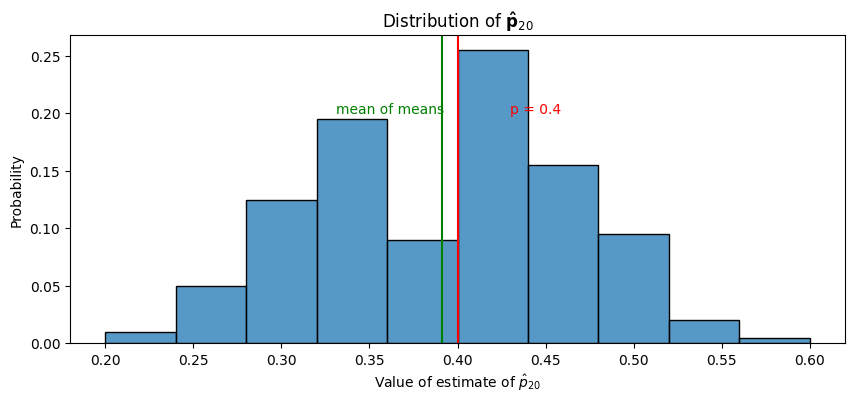 Distribution of p̂₂₀
0.25
0.20
0.15
0.10
0.05
0.00
Probability
mean of means
p = 0.4
0.20 0.25 0.30 0.35 0.40 0.45 0.50 0.55 0.60
Value of estimate of p̂₂₀